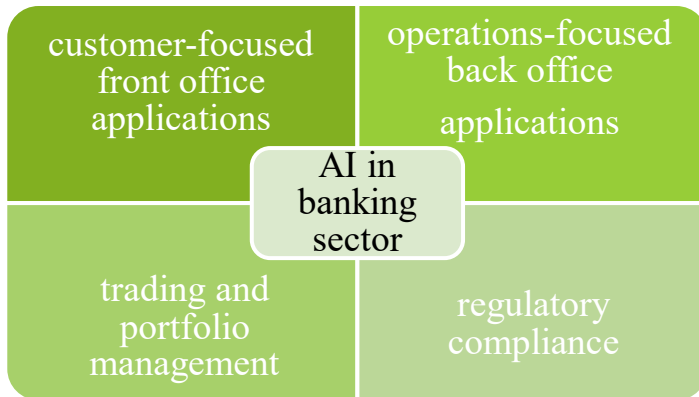 customer-focused
front office
applications
operations-focused
back office
applications
AI in
banking
sector
trading and
portfolio
management
regulatory
compliance